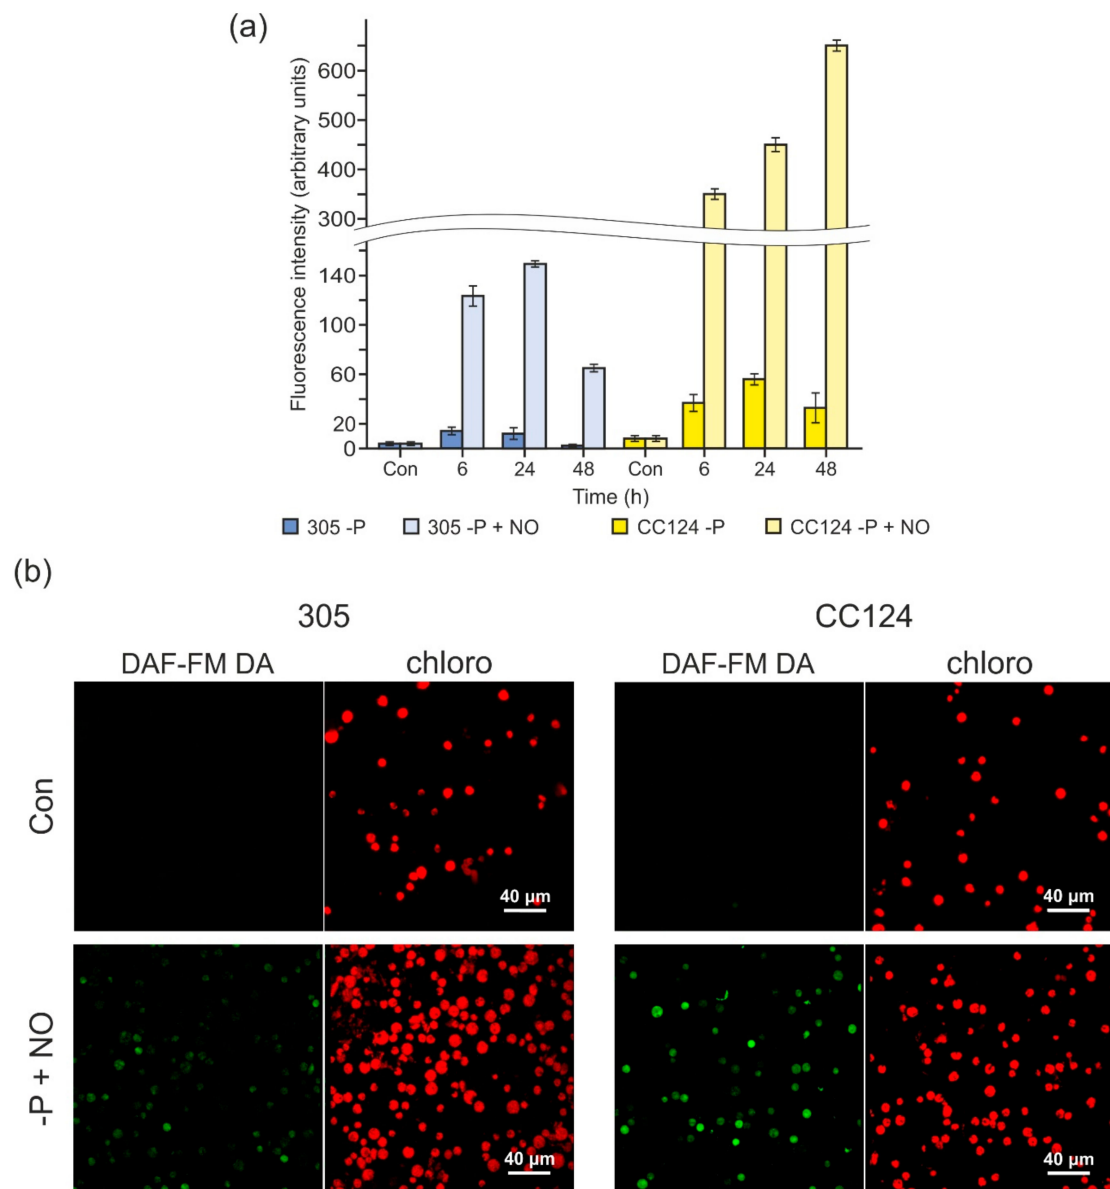 (a)
Fluorescence intensity (arbitrary units)
600
500
400
300
140
100
60
20
0
Con 6 24 48 Con 6 24 48
Time (h)
305 -P 305 -P + NO CC124 -P CC124 -P + NO
(b)
305 CC124
DAF-FM DA chloro DAF-FM DA chloro
Con
40 µm 40 µm
-P + NO
40 µm 40 µm